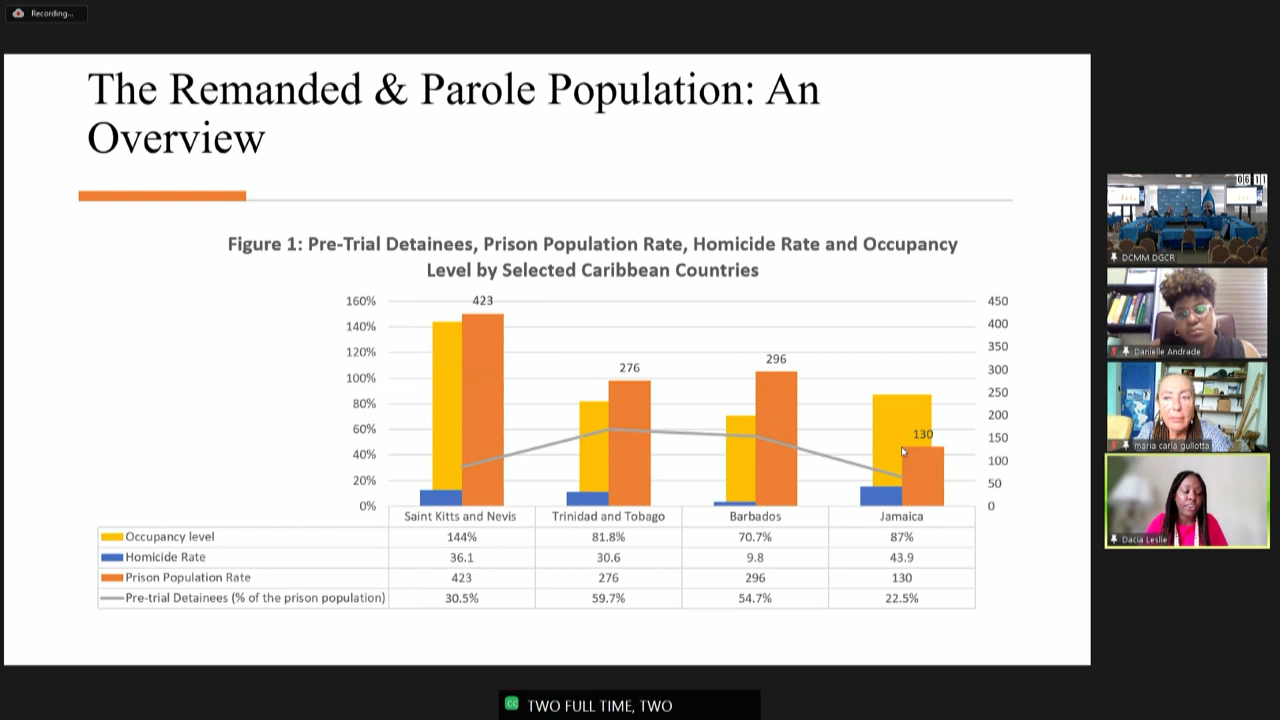 Recording...
The Remanded & Parole Population: An
Overview
Figure 1: Pre-Trial Detainees, Prison Population Rate, Homicide Rate and Occupancy
Level by Selected Caribbean Countries
160%
140%
120%
100%
80%
60%
40%
20%
0%
423
276
296
130
450
400
350
300
250
200
150
100
50
0
Saint Kitts and Nevis Trinidad and Tobago Barbados Jamaica
Occupancy level 144% 81.8% 70.7% 87%
Homicide Rate 36.1 30.6 9.8 43.9
Prison Population Rate 423 276 296 130
Pre-trial Detainees (% of the prison population) 30.5% 59.7% 54.7% 22.5%
06:11
DCMM DGCR
Danielle Andrade
maria carla gullotta
Dacia Leslie
CC TWO FULL TIME, TWO